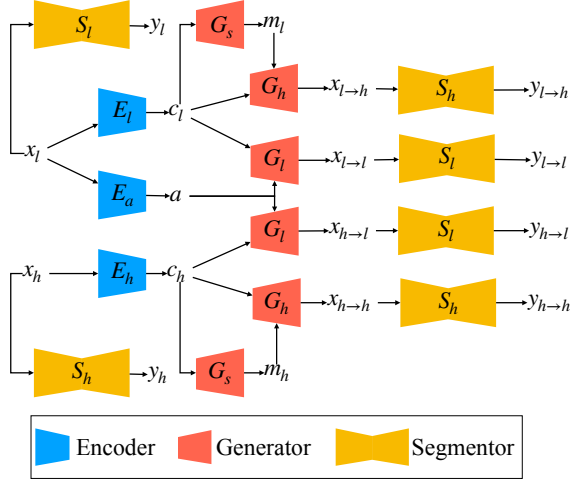 S_l y_l G_s m_l
G_h x_{l→h} S_h y_{l→h}
E_l c_l
x_l G_l x_{l→l} S_l y_{l→l}
E_a a
G_l x_{h→l} S_l y_{h→l}
x_h E_h c_h
G_h x_{h→h} S_h y_{h→h}
S_h y_h G_s m_h
Encoder Generator Segmentor